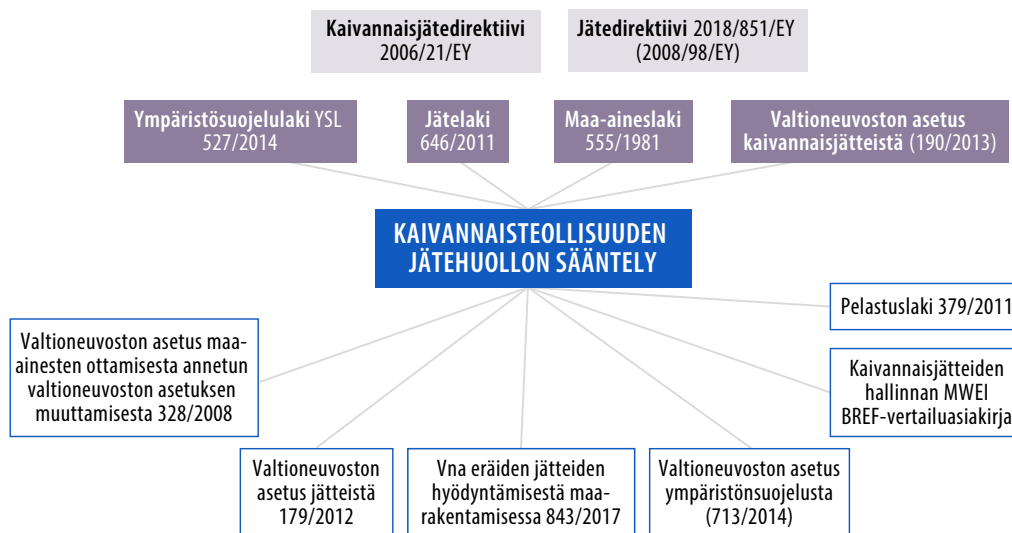 Kaivannaisjätedirektiivi
2006/21/EY
Jätedirektiivi 2018/851/EY
(2008/98/EY)
Ympäristösuojelulaki YSL
527/2014
Jätelaki
646/2011
Maa-aineslaki
555/1981
Valtioneuvoston asetus
kaivannaisjätteistä (190/2013)
KAIVANNAISTEOLLISUUDEN
JÄTEHUOLLON SÄÄNTELY
Pelastuslaki 379/2011
Valtioneuvoston asetus maa-
ainesten ottamisesta annetun
valtioneuvoston asetuksen
muuttamisesta 328/2008
Kaivannaisjätteiden
hallinnan MWEI
BREF-vertailuasiakirja
Valtioneuvoston
asetus jätteistä
179/2012
Vna eräiden jätteiden
hyödyntämisestä maa-
rakentamisessa 843/2017
Valtioneuvoston asetus
ympäristönsuojelusta
(713/2014)